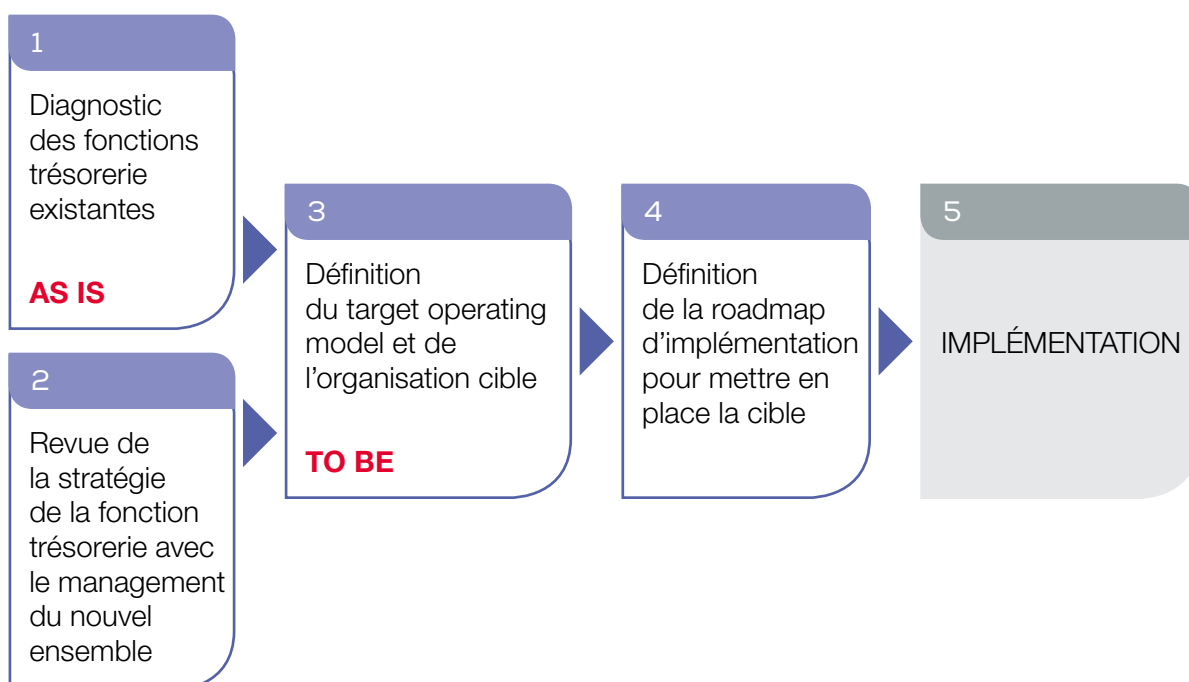 1
Diagnostic
des fonctions
trésorerie
existantes
AS IS
2
Revue de
la stratégie
de la fonction
trésorerie avec
le management
du nouvel
ensemble
3
Définition
du target operating
model et de
l’organisation cible
TO BE
4
Définition
de la roadmap
d’implémentation
pour mettre en
place la cible
5
IMPLÉMENTATION